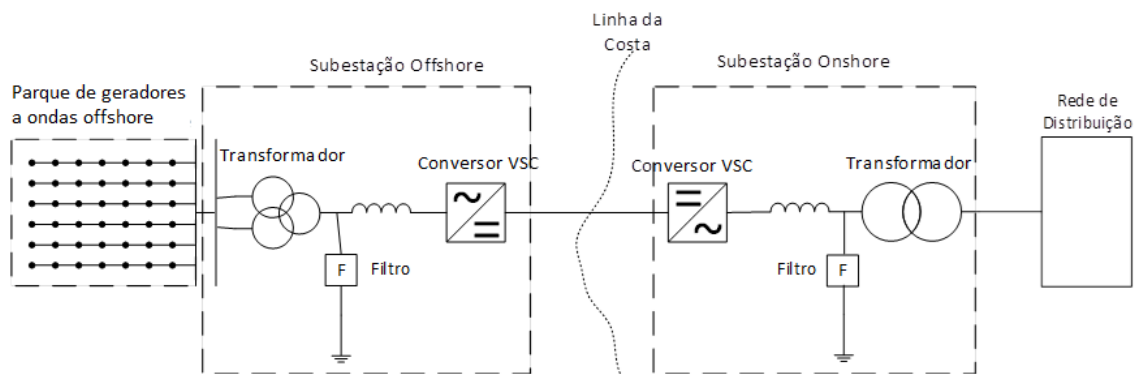 Linha da
Costa
Subestação Offshore
Subestação Onshore
Parque de geradores
a ondas offshore
Rede de
Distribuição
Transformador
Conversor VSC
Conversor VSC
Transformador
F
Filtro
Filtro
F